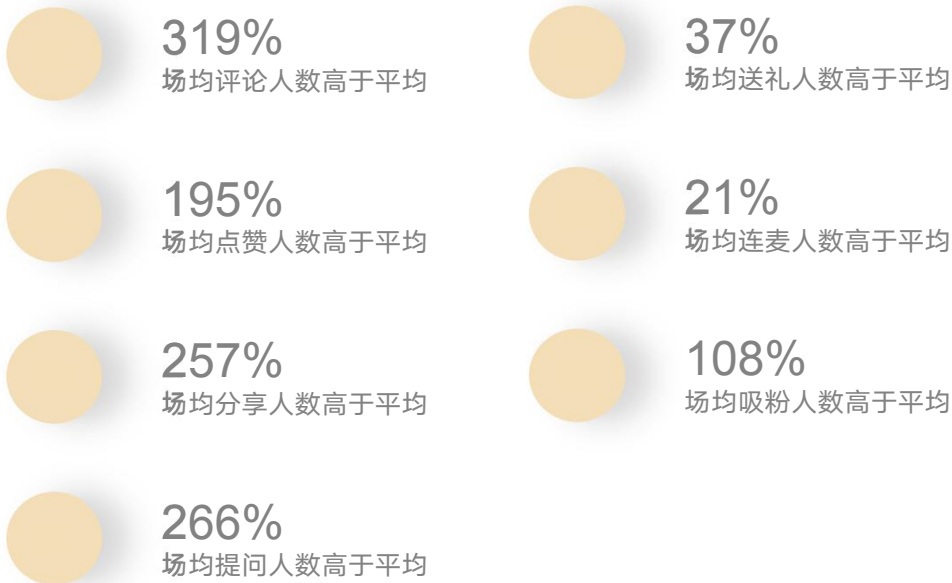 319%
场均评论人数高于平均
195%
场均点赞人数高于平均
257%
场均分享人数高于平均
266%
场均提问人数高于平均
37%
场均送礼人数高于平均
21%
场均连麦人数高于平均
108%
场均吸粉人数高于平均